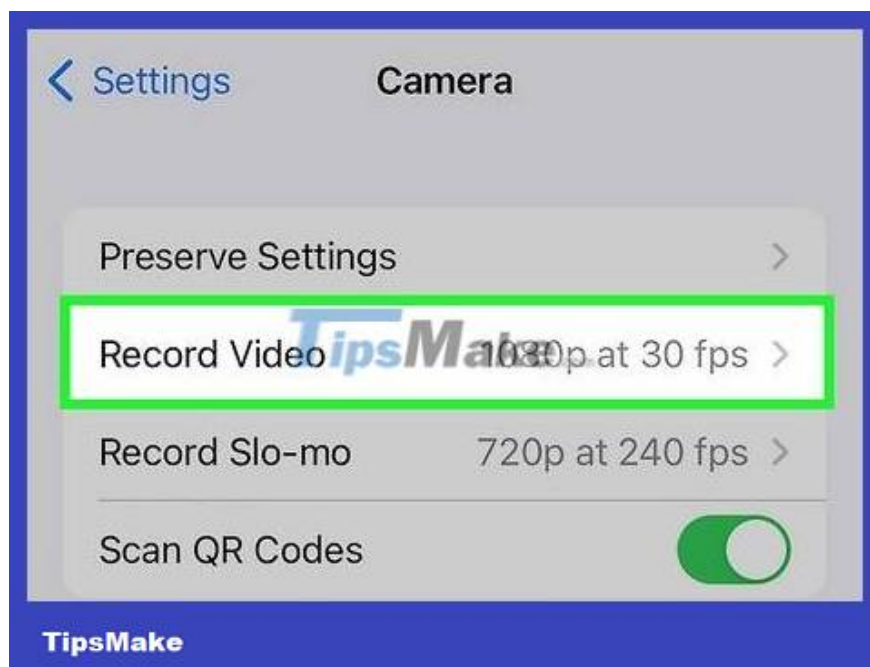 Settings Camera
Preserve Settings
Record Video 1080p at 30 fps
TipsMake
Record Slo-mo 720p at 240 fps
Scan QR Codes
TipsMake